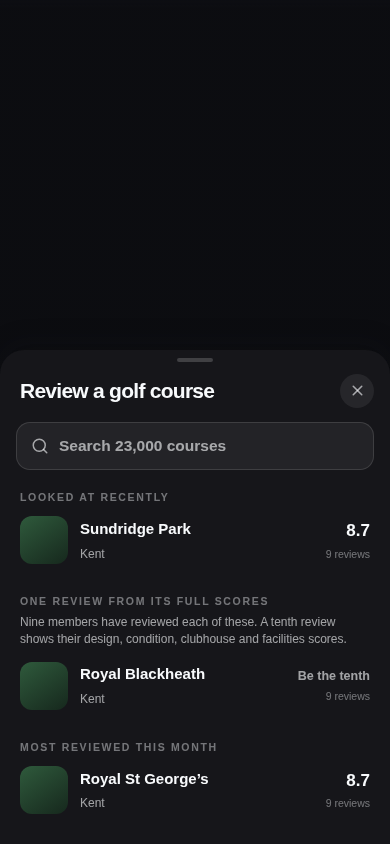 Review a golf course
Search 23,000 courses
LOOKED AT RECENTLY
Sundridge Park
8.7
Kent
9 reviews
ONE REVIEW FROM ITS FULL SCORES
Nine members have reviewed each of these. A tenth review
shows their design, condition, clubhouse and facilities scores.
Royal Blackheath
Be the tenth
Kent
9 reviews
MOST REVIEWED THIS MONTH
Royal St George’s
8.7
Kent
9 reviews